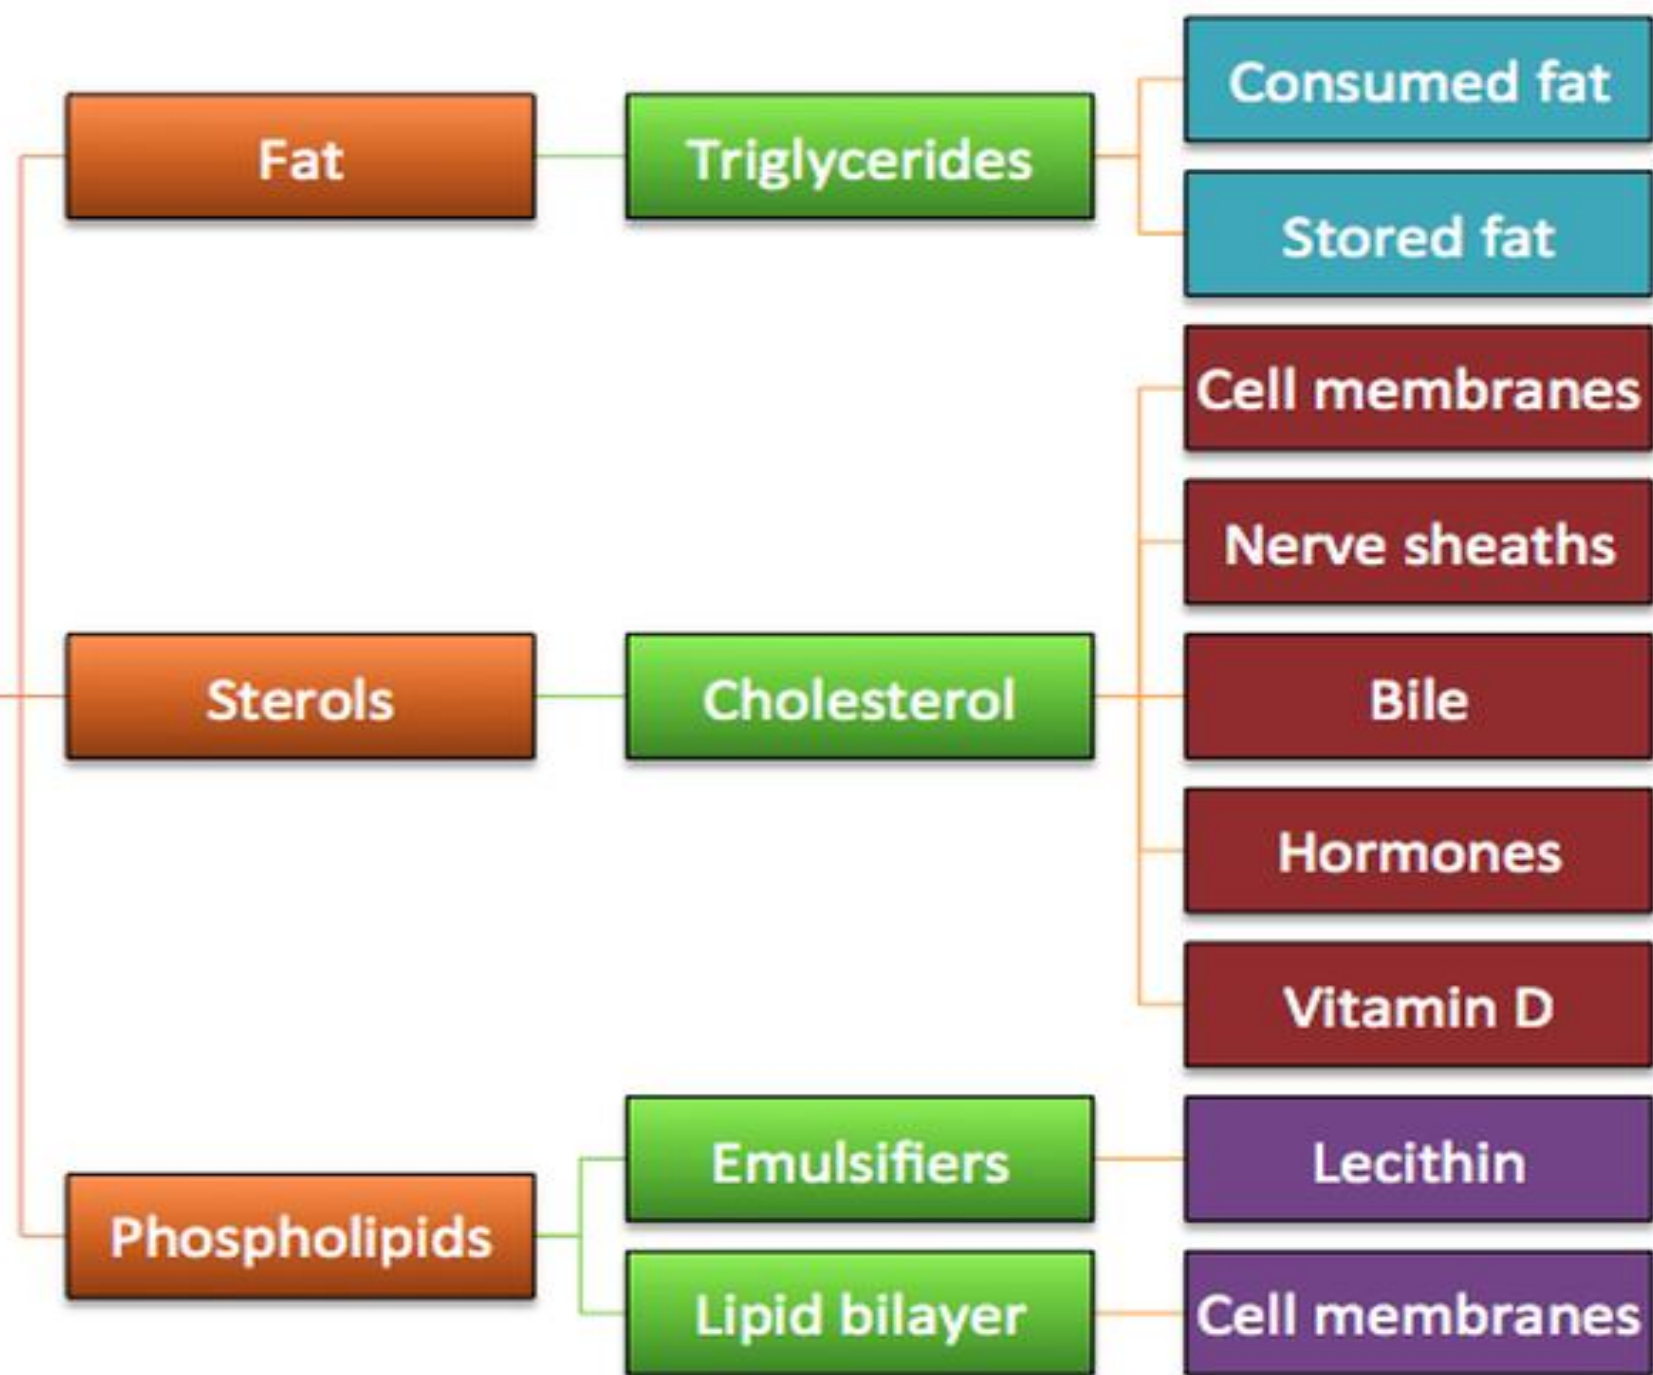 Fat
Triglycerides
Consumed fat
Stored fat
Sterols
Cholesterol
Cell membranes
Nerve sheaths
Bile
Hormones
Vitamin D
Phospholipids
Emulsifiers
Lecithin
Lipid bilayer
Cell membranes